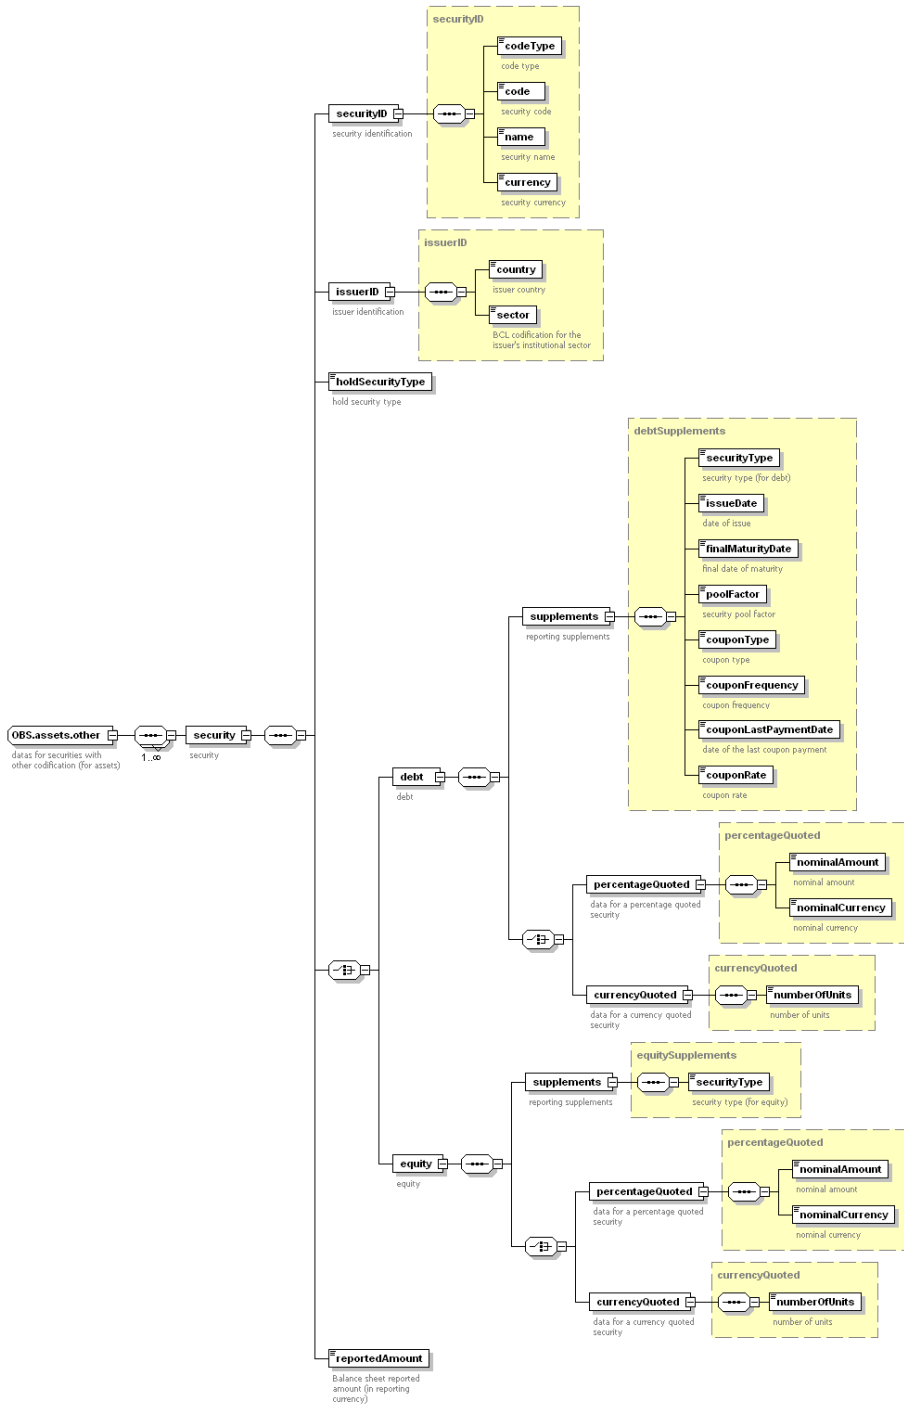 securityID
codeType
code type
code
security code
name
security name
currency
security currency
securityID
security identification
issuerID
country
issuer country
sector
BCL codification for the
issuer's institutional sector
issuerID
issuer identification
holdSecurityType
hold security type
debtSupplements
securityType
security type (for debt)
issueDate
date of issue
finalMaturityDate
final date of maturity
poolFactor
security pool factor
couponType
coupon type
couponFrequency
coupon frequency
couponLastPaymentDate
date of the last coupon payment
couponRate
coupon rate
supplements
reporting supplements
OBS.assets.other
datas for securities with
other codification (for assets)
1..∞
security
security
debt
debt
percentageQuoted
nominalAmount
nominal amount
nominalCurrency
nominal currency
percentageQuoted
data for a percentage quoted
security
currencyQuoted
numberOfUnits
number of units
currencyQuoted
data for a currency quoted
security
equitySupplements
supplements
reporting supplements
securityType
security type (for equity)
equity
equity
percentageQuoted
nominalAmount
nominal amount
nominalCurrency
nominal currency
percentageQuoted
data for a percentage quoted
security
currencyQuoted
numberOfUnits
number of units
currencyQuoted
data for a currency quoted
security
reportedAmount
Balance sheet reported
amount (in reporting
currency)